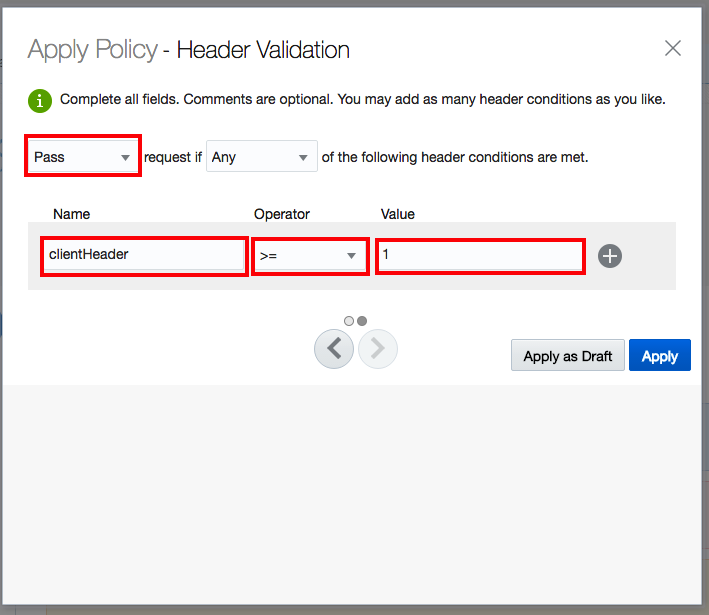 Apply Policy - Header Validation
Complete all fields. Comments are optional. You may add as many header conditions as you like.
Pass request if Any of the following header conditions are met.
Name Operator Value
clientHeader >= 1
Apply as Draft Apply